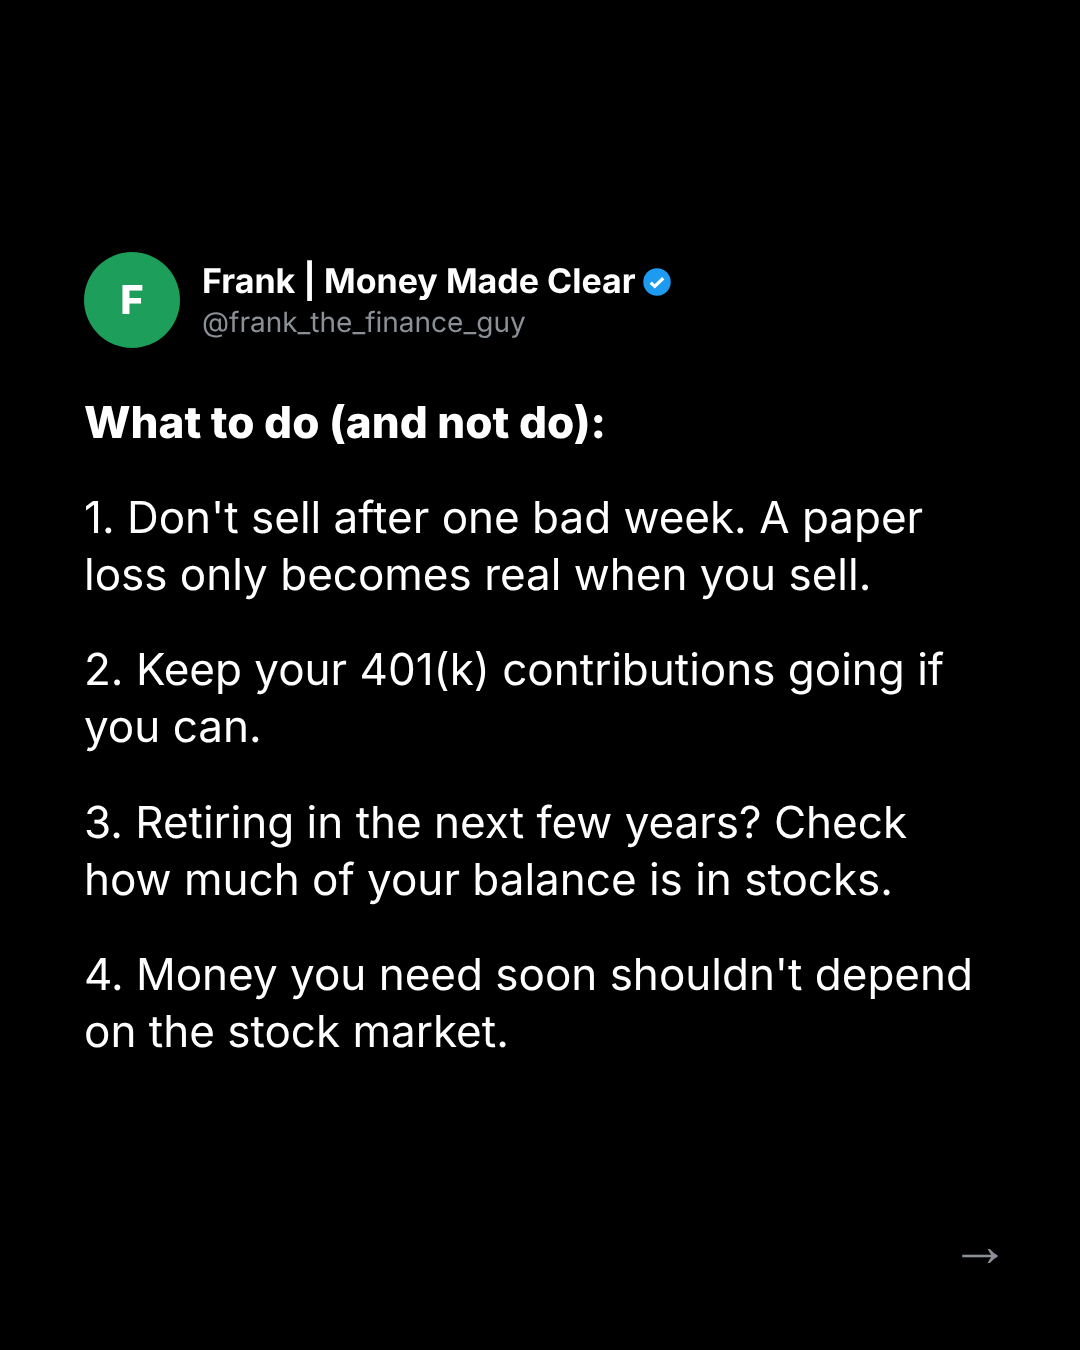 F
Frank | Money Made Clear
@frank_the_finance_guy
What to do (and not do):
1. Don't sell after one bad week. A paper
loss only becomes real when you sell.
2. Keep your 401(k) contributions going if
you can.
3. Retiring in the next few years? Check
how much of your balance is in stocks.
4. Money you need soon shouldn't depend
on the stock market.
→